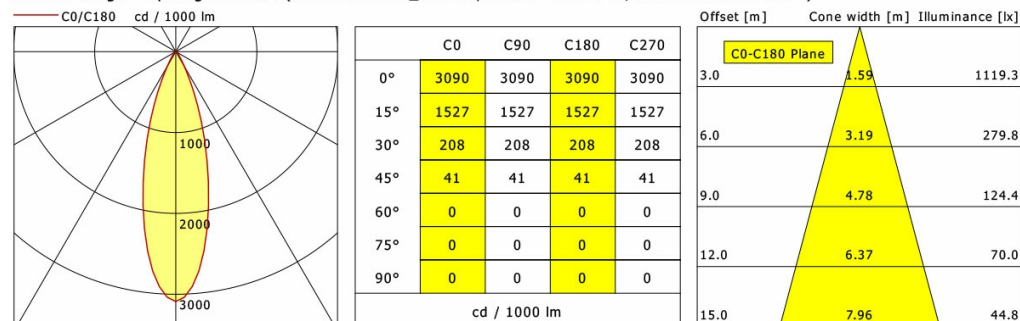 C0/C180 cd / 1000 lm
1000
2000
3000
C0 C90 C180 C270
0° 3090 3090 3090 3090
15° 1527 1527 1527 1527
30° 208 208 208 208
45° 41 41 41 41
60° 0 0 0 0
75° 0 0 0 0
90° 0 0 0 0
cd / 1000 lm
Offset [m] Cone width [m] Illuminance [lx]
C0-C180 Plane
3.0 1.59 1119.3
6.0 3.19 279.8
9.0 4.78 124.4
12.0 6.37 70.0
15.0 7.96 44.8